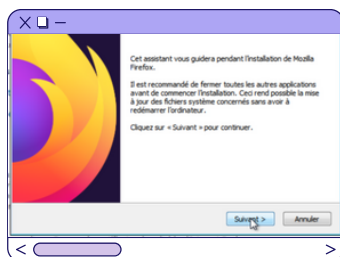 Cet assistant vous guidera pendant l'installation de Mozilla
Firefox.
Il est recommandé de fermer toutes les autres applications
avant de commencer l'installation. Ceci rend possible la mise
à jour des fichiers système concernés sans avoir à
redémarrer l'ordinateur.
Cliquez sur « Suivant » pour continuer.
Suivant > Annuler